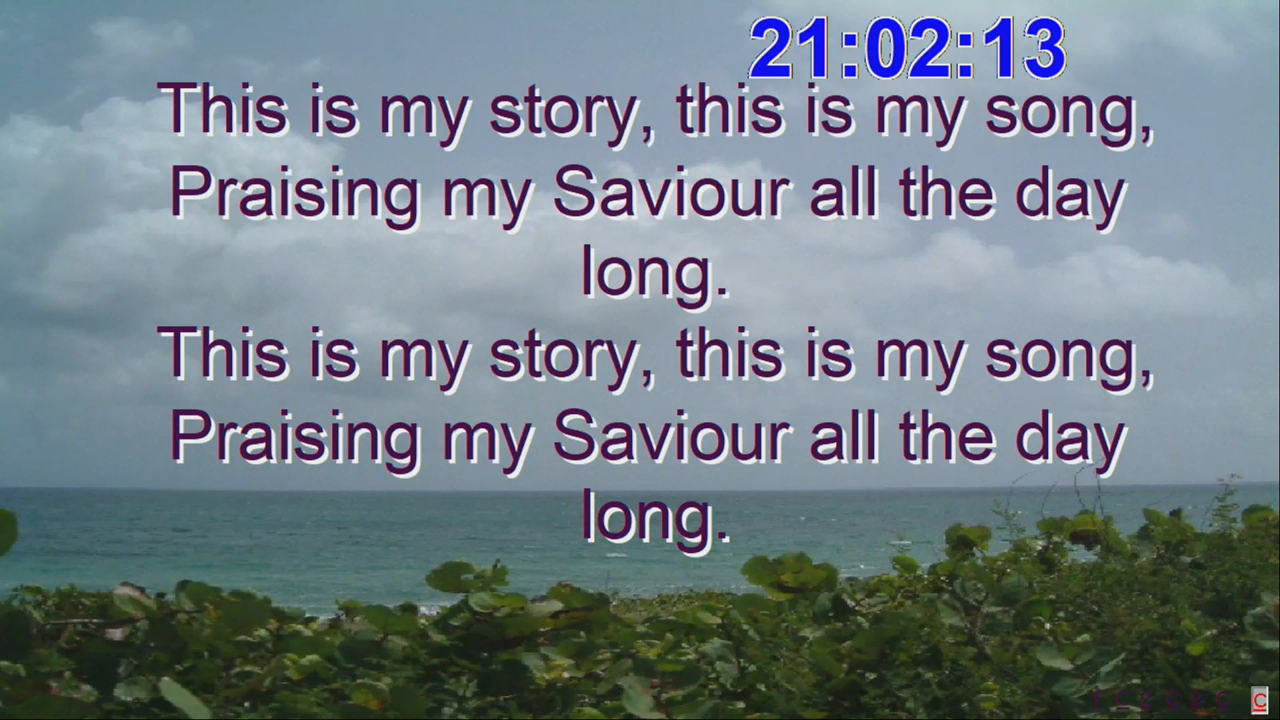 21:02:13
This is my story, this is my song,
Praising my Saviour all the day
long.
This is my story, this is my song,
Praising my Saviour all the day
long.
C